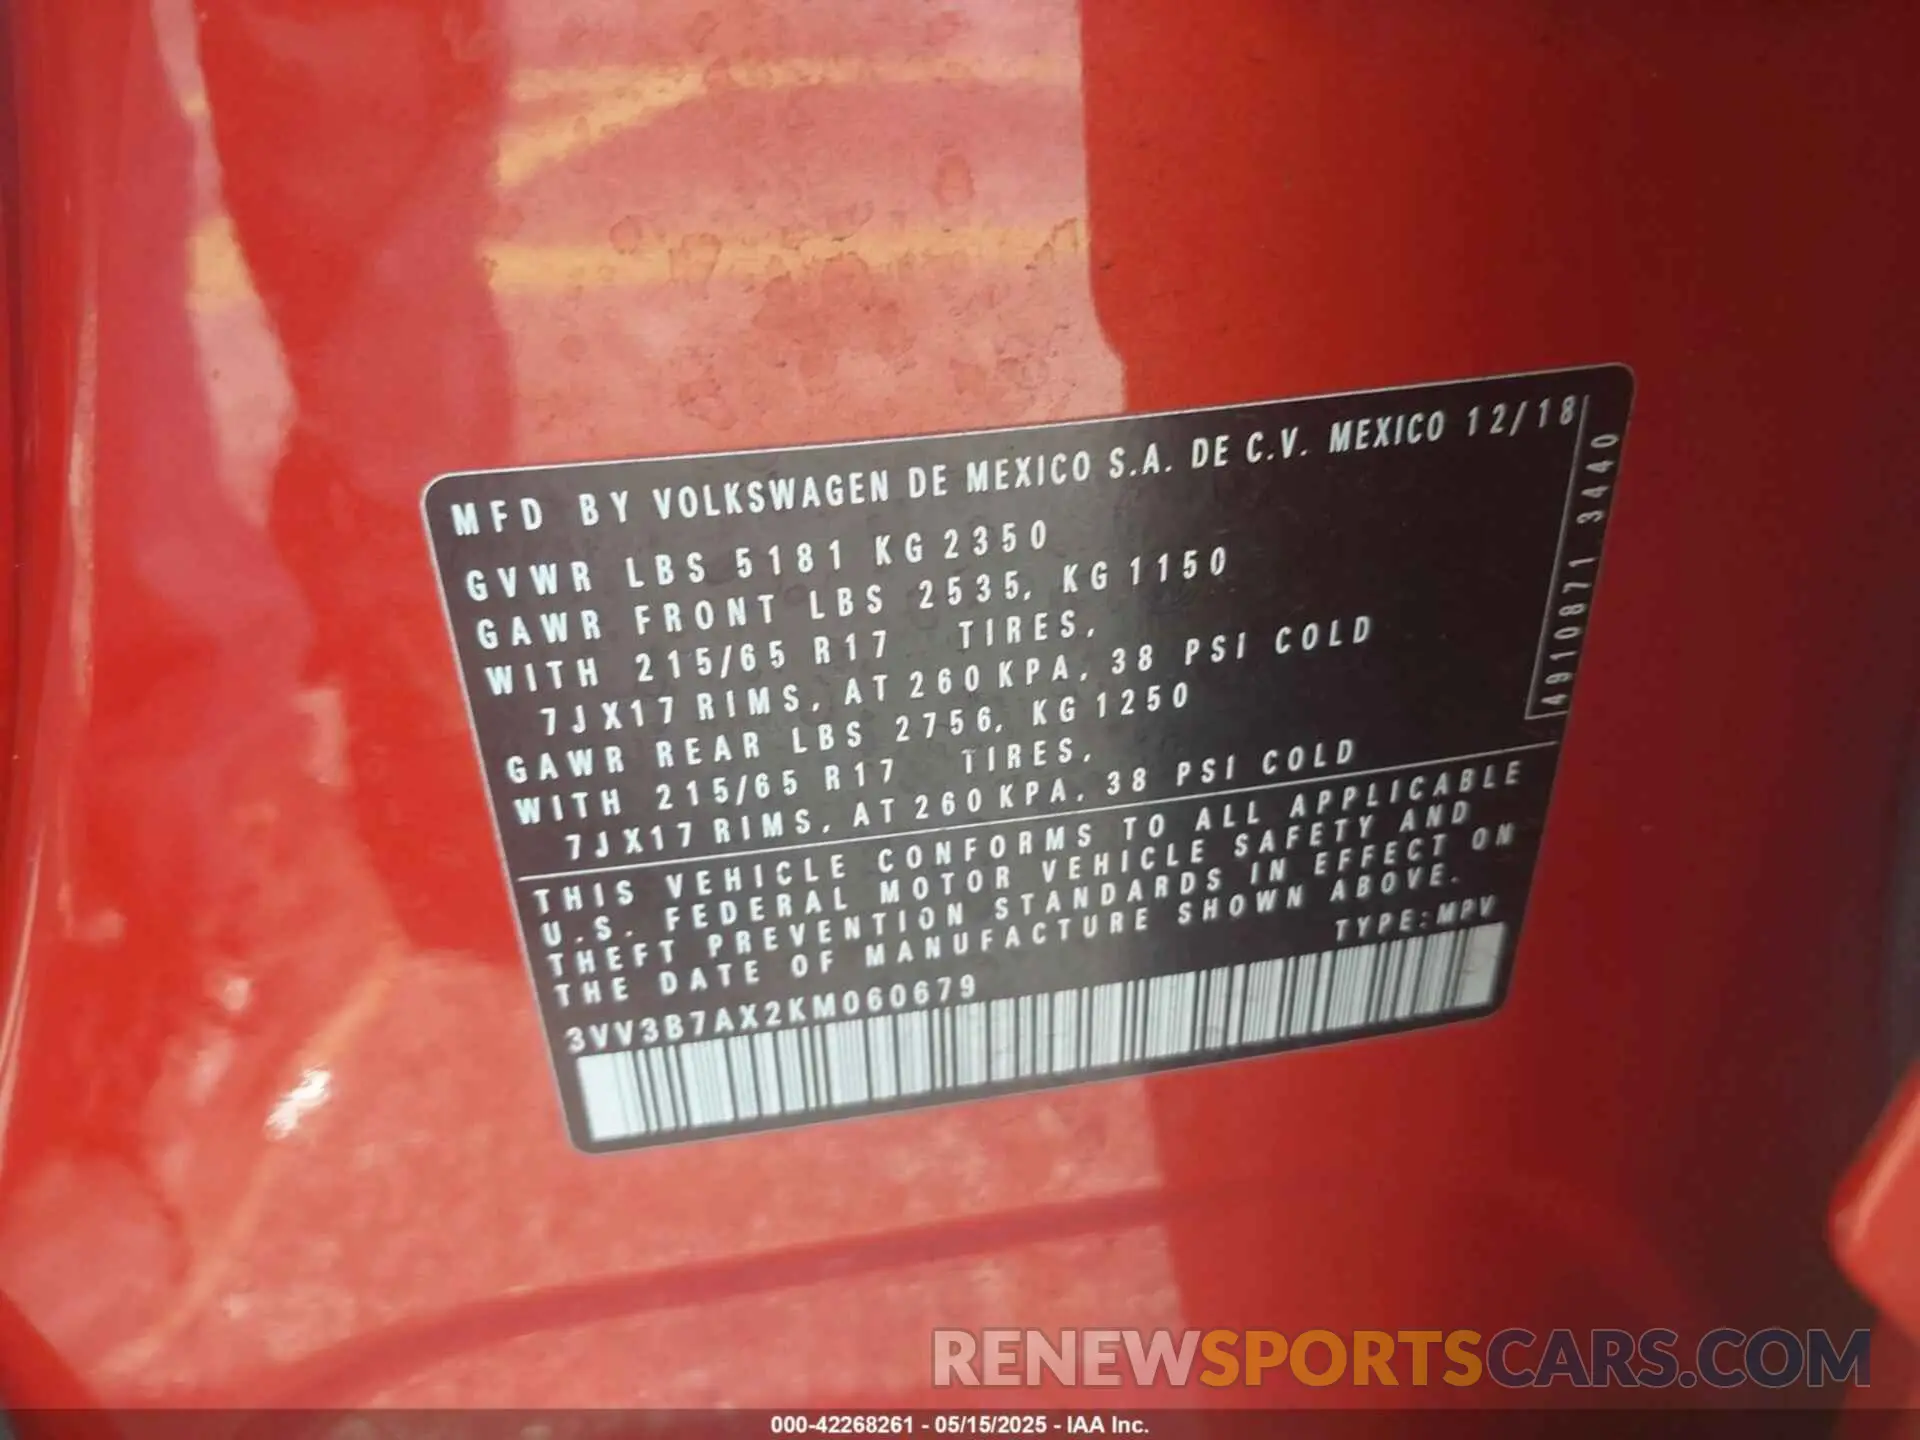 MFD BY VOLKSWAGEN DE MEXICO S.A. DE C.V. MEXICO 12/18
GVWR LBS 5181 KG 2350
GAWR FRONT LBS 2535, KG 1150
WITH 215/65 R17 TIRES,
7JX17 RIMS, AT 260 KPA, 38 PSI COLD
GAWR REAR LBS 2756, KG 1250
WITH 215/65 R17 TIRES,
7JX17 RIMS, AT 260 KPA, 38 PSI COLD
4910871 3440
THIS VEHICLE CONFORMS TO ALL APPLICABLE
U.S. FEDERAL MOTOR VEHICLE SAFETY AND
THEFT PREVENTION STANDARDS IN EFFECT ON
THE DATE OF MANUFACTURE SHOWN ABOVE.
TYPE:MPV
3VV3B7AX2KM060679
RENEWSPORTSCARS.COM
000-42268261 - 05/15/2025 - IAA Inc.